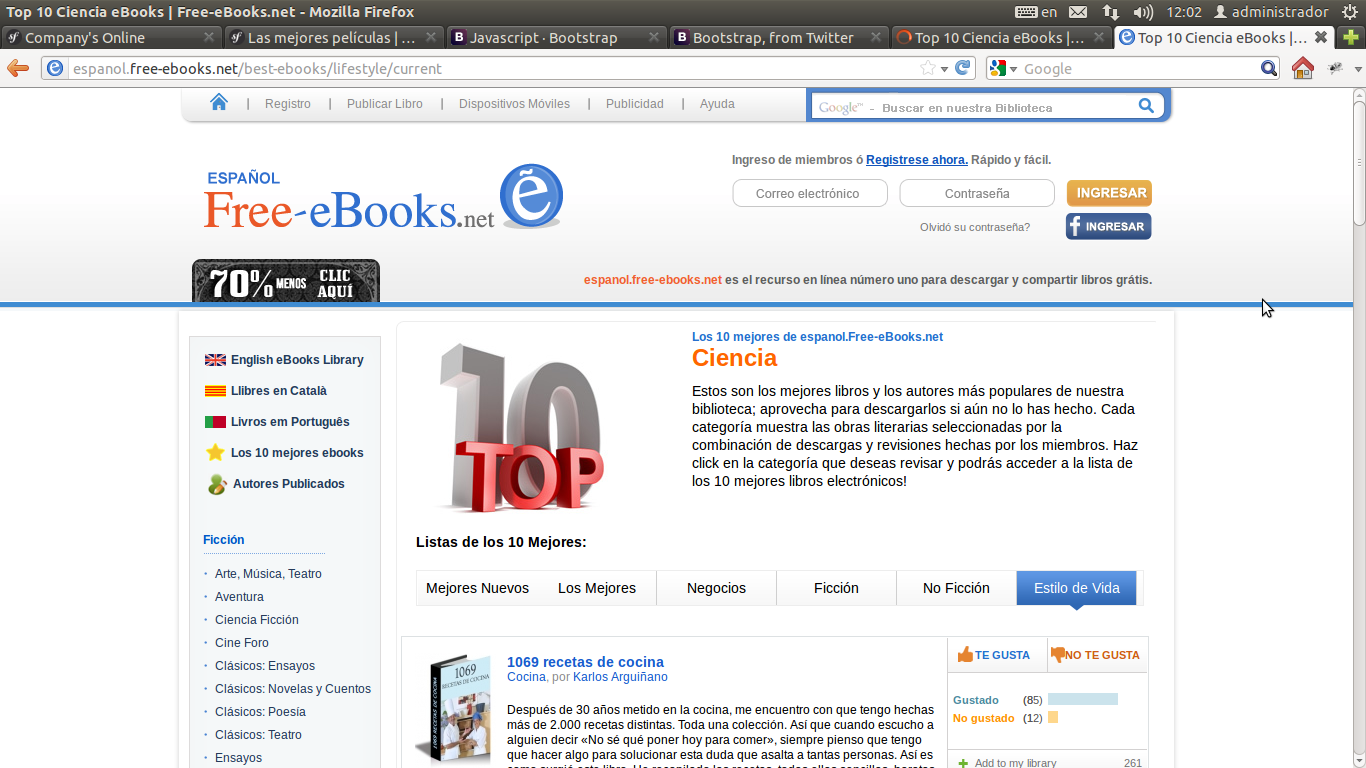 Top 10 Ciencia eBooks | Free-eBooks.net - Mozilla Firefox
en 12:02 administrador
Company's Online
Las mejores películas | ...
Javascript · Bootstrap
Bootstrap, from Twitter
Top 10 Ciencia eBooks |...
Top 10 Ciencia eBooks |...
espanol.free-ebooks.net/best-ebooks/lifestyle/current
Google
Registro | Publicar Libro | Dispositivos Móviles | Publicidad | Ayuda
Google™ - Buscar en nuestra Biblioteca
Ingreso de miembros ó Registrese ahora. Rápido y fácil.
ESPAÑOL
Free-eBooks.net
Correo electrónico
Contraseña
INGRESAR
Olvidó su contraseña?
INGRESAR
70% MENOS CLIC AQUÍ
espanol.free-ebooks.net es el recurso en línea número uno para descargar y compartir libros grátis.
English eBooks Library
Llibres en Català
Livros em Português
Los 10 mejores ebooks
Autores Publicados
Ficción
Arte, Música, Teatro
Aventura
Ciencia Ficción
Cine Foro
Clásicos: Ensayos
Clásicos: Novelas y Cuentos
Clásicos: Poesía
Clásicos: Teatro
Ensayos
10
TOP
Los 10 mejores de espanol.Free-eBooks.net
Ciencia
Estos son los mejores libros y los autores más populares de nuestra
biblioteca; aprovecha para descargarlos si aún no lo has hecho. Cada
categoría muestra las obras literarias seleccionadas por la
combinación de descargas y revisiones hechas por los miembros. Haz
click en la categoría que deseas revisar y podrás acceder a la lista de
los 10 mejores libros electrónicos!
Listas de los 10 Mejores:
Mejores Nuevos
Los Mejores
Negocios
Ficción
No Ficción
Estilo de Vida
1069
RECETAS DE COCINA
1069 RECETAS DE COCINA
1069 recetas de cocina
Cocina, por Karlos Arguiñano
Después de 30 años metido en la cocina, me encuentro con que tengo hechas
más de 2.000 recetas distintas. Toda una colección. Así que cuando escucho a
alguien decir «No sé qué poner hoy para comer», siempre pienso que tengo
que hacer algo para solucionar esta duda que asalta a tantas personas. Así es
TE GUSTA
NO TE GUSTA
Gustado (85)
No gustado (12)
Add to my library 261